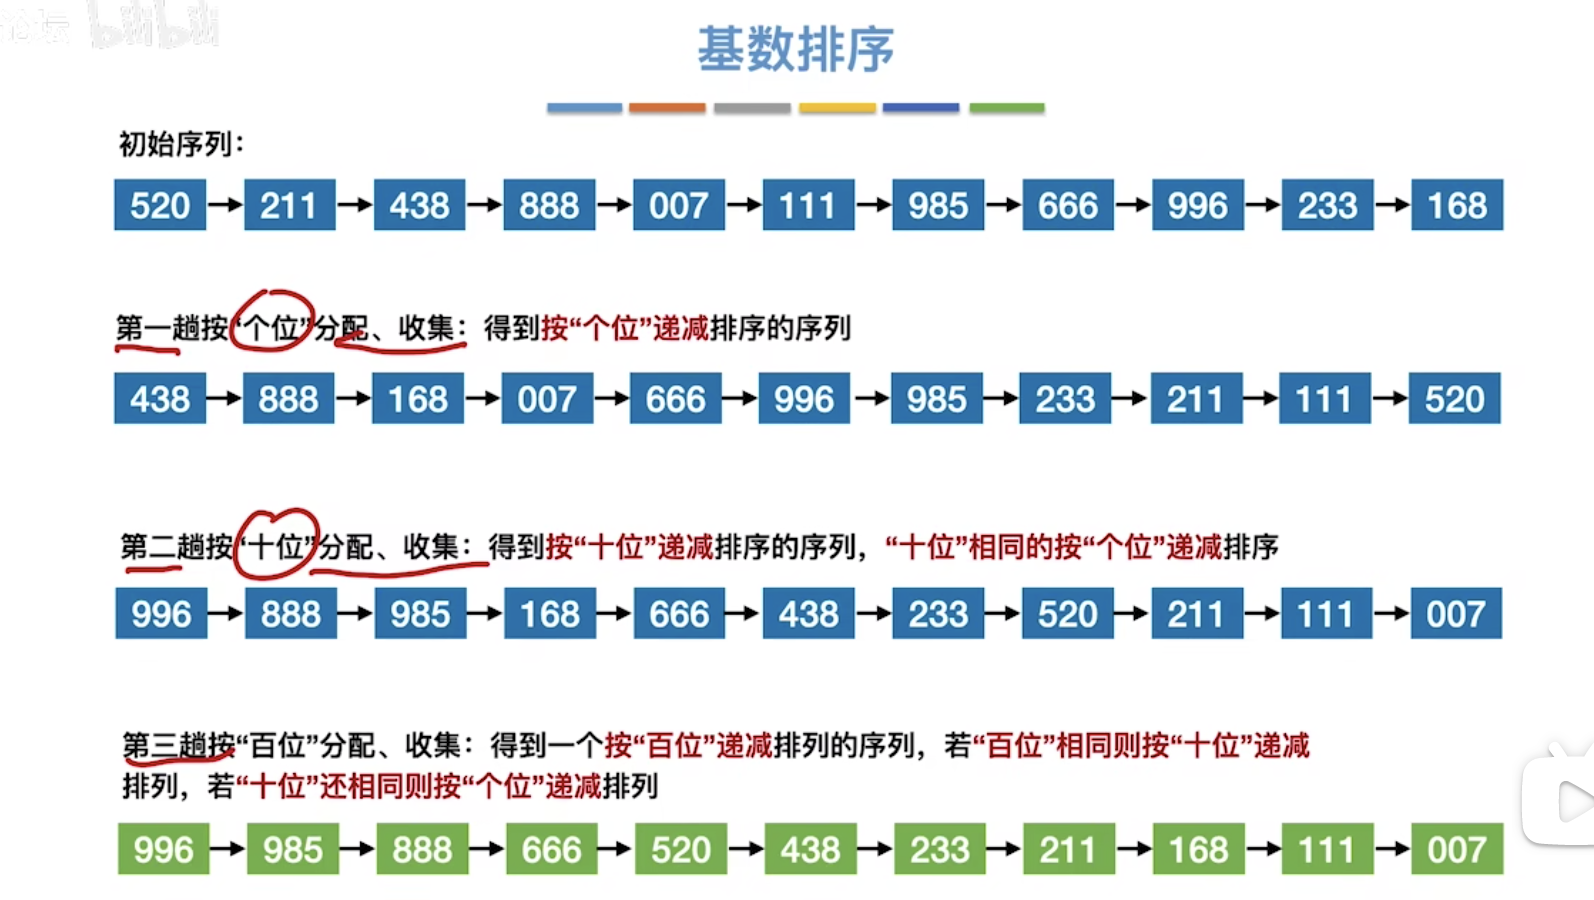 论坛 bilibili
基数排序
初始序列：
520 → 211 → 438 → 888 → 007 → 111 → 985 → 666 → 996 → 233 → 168
第一趟按“个位”分配、收集：得到按“个位”递减排序的序列
438 → 888 → 168 → 007 → 666 → 996 → 985 → 233 → 211 → 111 → 520
第二趟按“十位”分配、收集：得到按“十位”递减排序的序列，“十位”相同的按“个位”递减排序
996 → 888 → 985 → 168 → 666 → 438 → 233 → 520 → 211 → 111 → 007
第三趟按“百位”分配、收集：得到一个按“百位”递减排列的序列，若“百位”相同则按“十位”递减
排列，若“十位”还相同则按“个位”递减排列
996 → 985 → 888 → 666 → 520 → 438 → 233 → 211 → 168 → 111 → 007